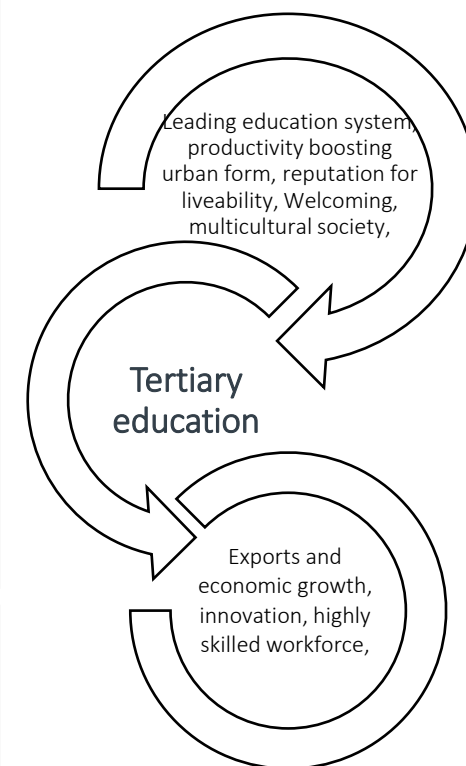 Leading education system,
productivity boosting
urban form, reputation for
liveability, Welcoming,
multicultural society,
Tertiary
education
Exports and
economic growth,
innovation, highly
skilled workforce,